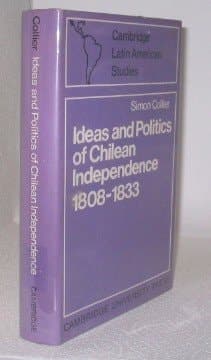 Collier Ideas and Politics of Chilean Independence CAMBRIDGE
Cambridge
Latin American
Studies
Simon Collier
Ideas and Politics
of Chilean
Independence
1808-1833
CAMBRIDGE UNIVERSITY PRESS